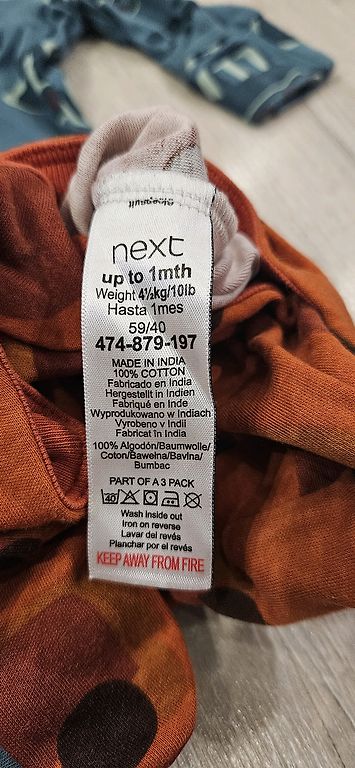 next
up to 1mth
Weight 4½kg/10lb
Hasta 1mes
59/40
474-879-197
MADE IN INDIA
100% COTTON
Fabricado en India
Hergestellt in Indien
Fabriqué en Inde
Wyprodukowano w Indiach
Vyrobeno v Indii
Fabricat în India
100% Algodón/Baumwolle/
Coton/Bawełna/Bavlna/
Bumbac
PART OF A 3 PACK
40
Wash inside out
Iron on reverse
Lavar del revés
Planchar por el revés
KEEP AWAY FROM FIRE